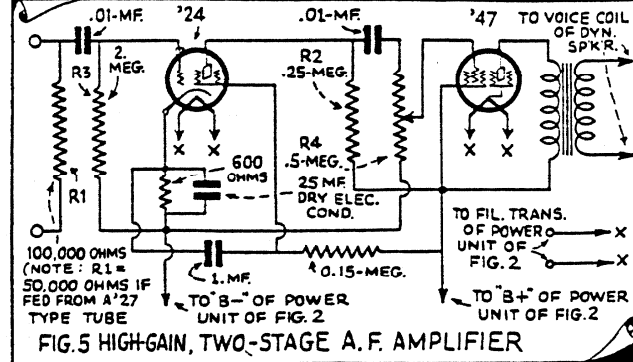 .01-MF.
'24
.01-MF.
'47
TO VOICE COIL
OF DYN.
SP'K'R.
R3
2.
MEG.
R2
.25-MEG.
R4
.5-MEG.
R1
X X
X X
600
OHMS
25 MF.
DRY ELEC.
COND.
100,000 OHMS
(NOTE: R1=
50,000 OHMS IF
FED FROM A '27
TYPE TUBE
1.MF.
0.15-MEG.
TO FIL. TRANS.
OF POWER
UNIT OF
FIG. 2
X
X
TO "B-" OF POWER
UNIT OF FIG. 2
TO "B+" OF POWER
UNIT OF FIG. 2
FIG.5 HIGH-GAIN, TWO-STAGE A.F. AMPLIFIER